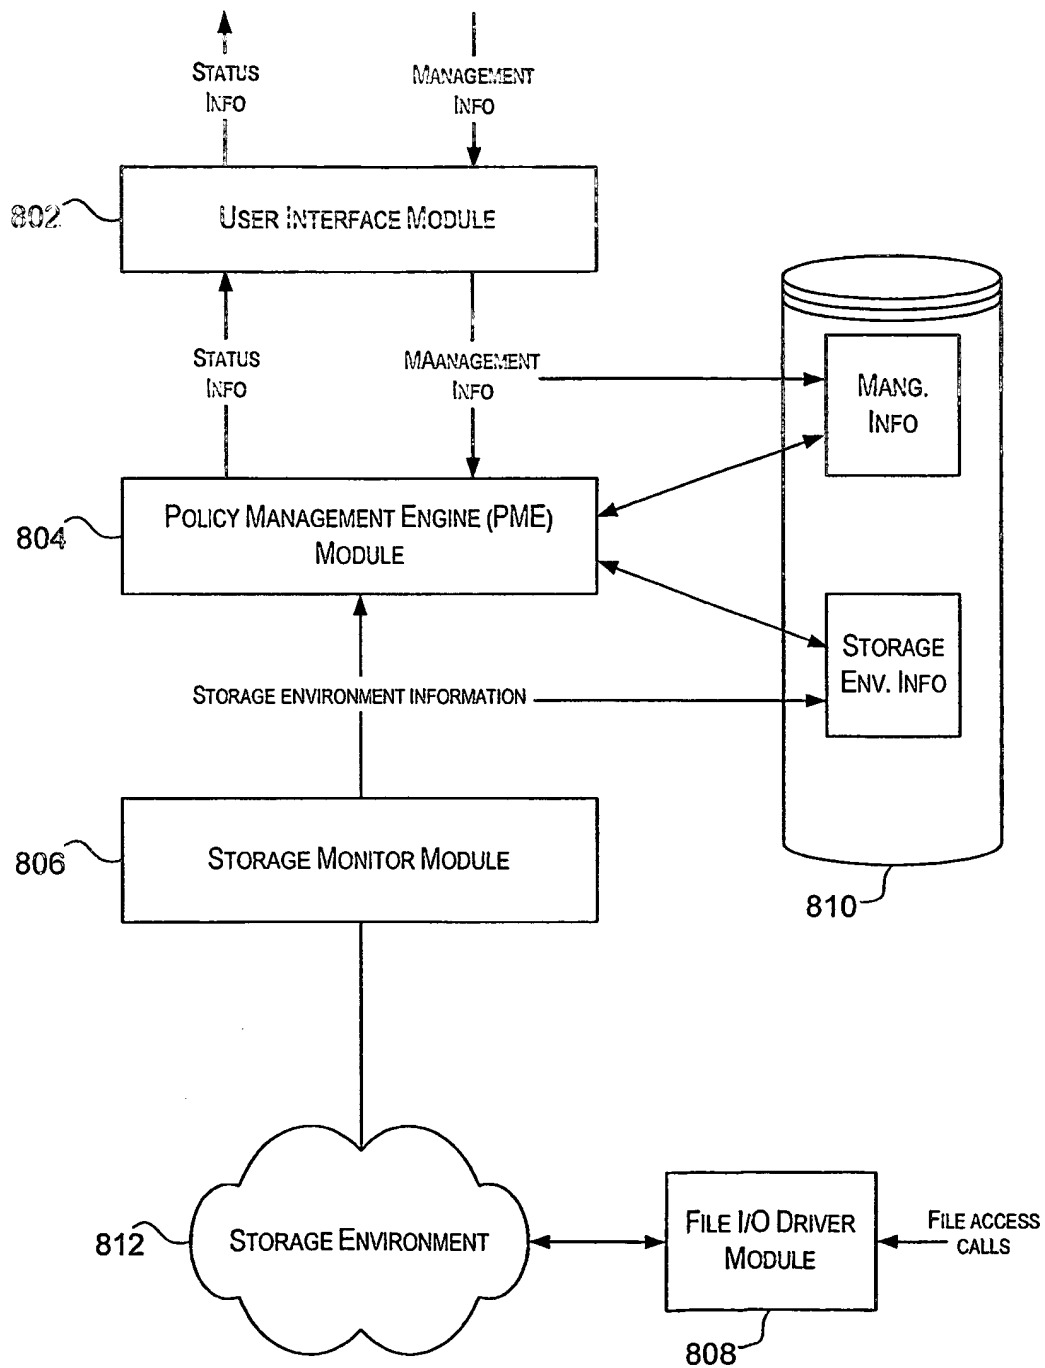 STATUS
INFO
MANAGEMENT
INFO
802
USER INTERFACE MODULE
STATUS
INFO
MAANAGEMENT
INFO
MANG.
INFO
804
POLICY MANAGEMENT ENGINE (PME)
MODULE
STORAGE
ENV. INFO
STORAGE ENVIRONMENT INFORMATION
806
STORAGE MONITOR MODULE
810
812
STORAGE ENVIRONMENT
FILE I/O DRIVER
MODULE
FILE ACCESS
CALLS
808